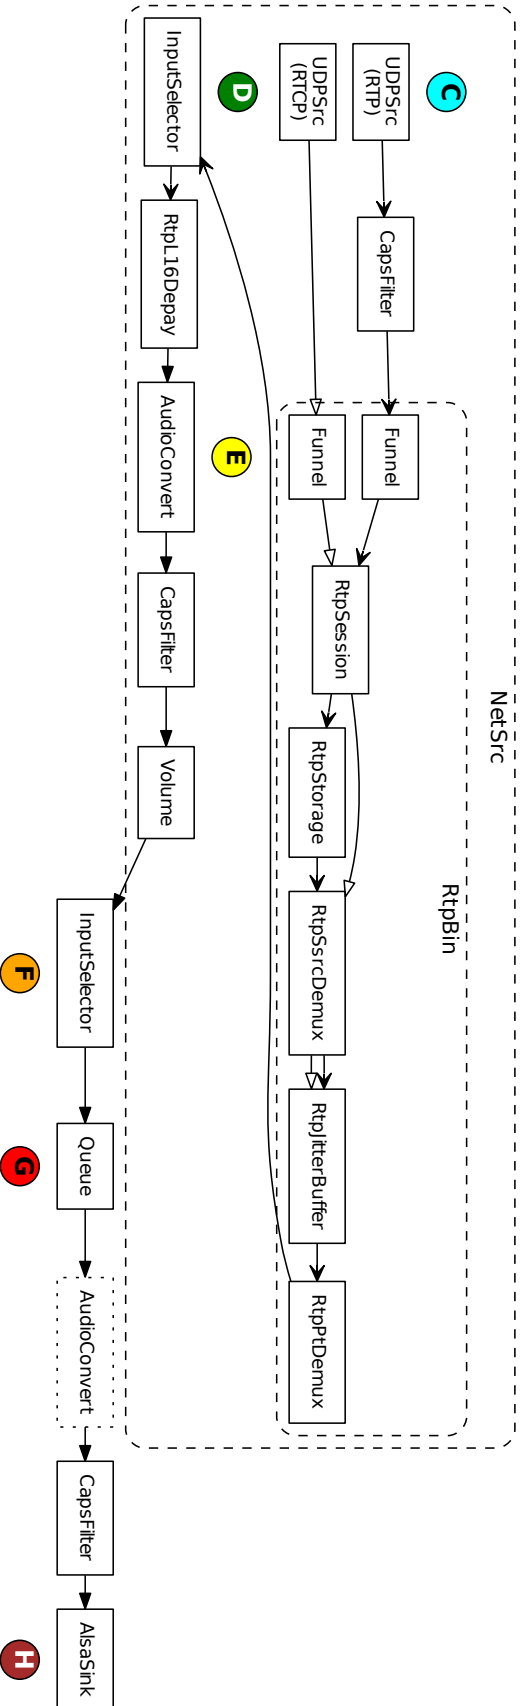 NetSrc
RtpBin
C
UDPSrc
(RTP)
CapsFilter
Funnel
UDPSrc
(RTCP)
Funnel
RtpSession
RtpStorage
RtpSsrcDemux
RtpJitterBuffer
RtpPtDemux
D
E
InputSelector
RtpL16Depay
AudioConvert
CapsFilter
Volume
InputSelector
Queue
AudioConvert
CapsFilter
AlsaSink
F
G
H